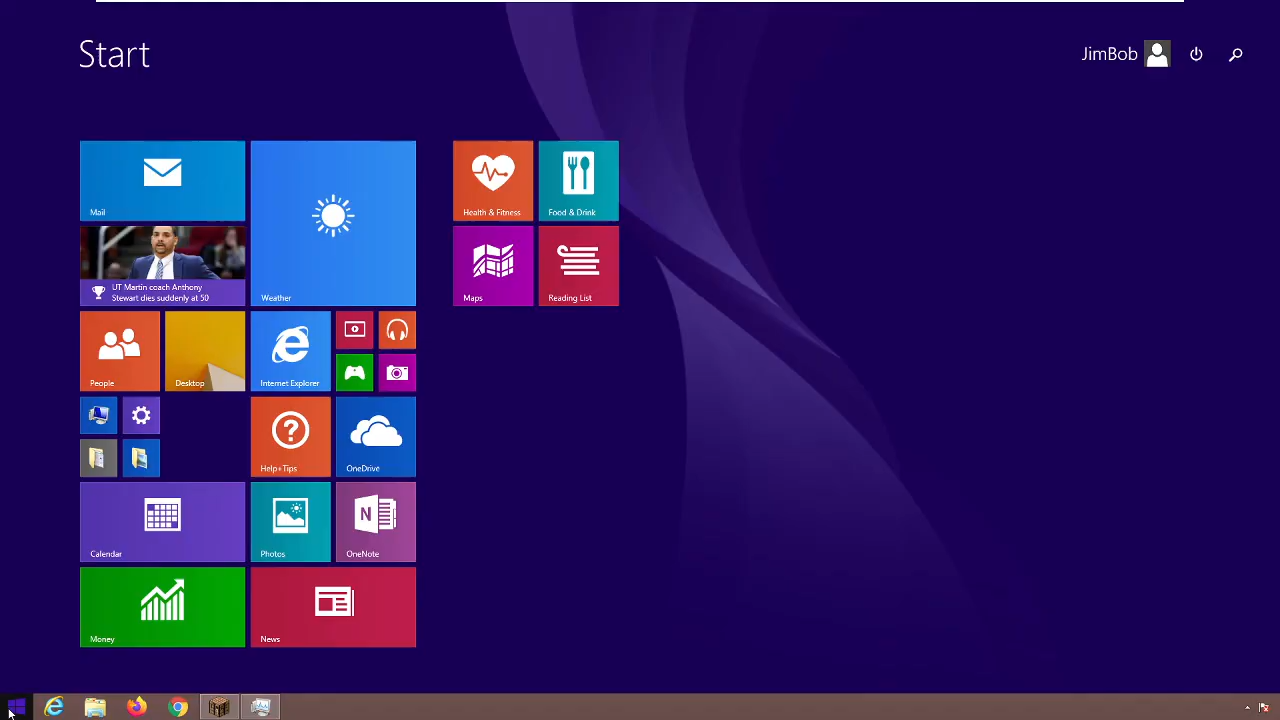 Start
JimBob
Mail
Weather
UT Martin coach Anthony
Stewart dies suddenly at 50
People
Desktop
Internet Explorer
Help+Tips
OneDrive
Calendar
Photos
N
OneNote
Money
News
Health & Fitness
Food & Drink
Maps
Reading List